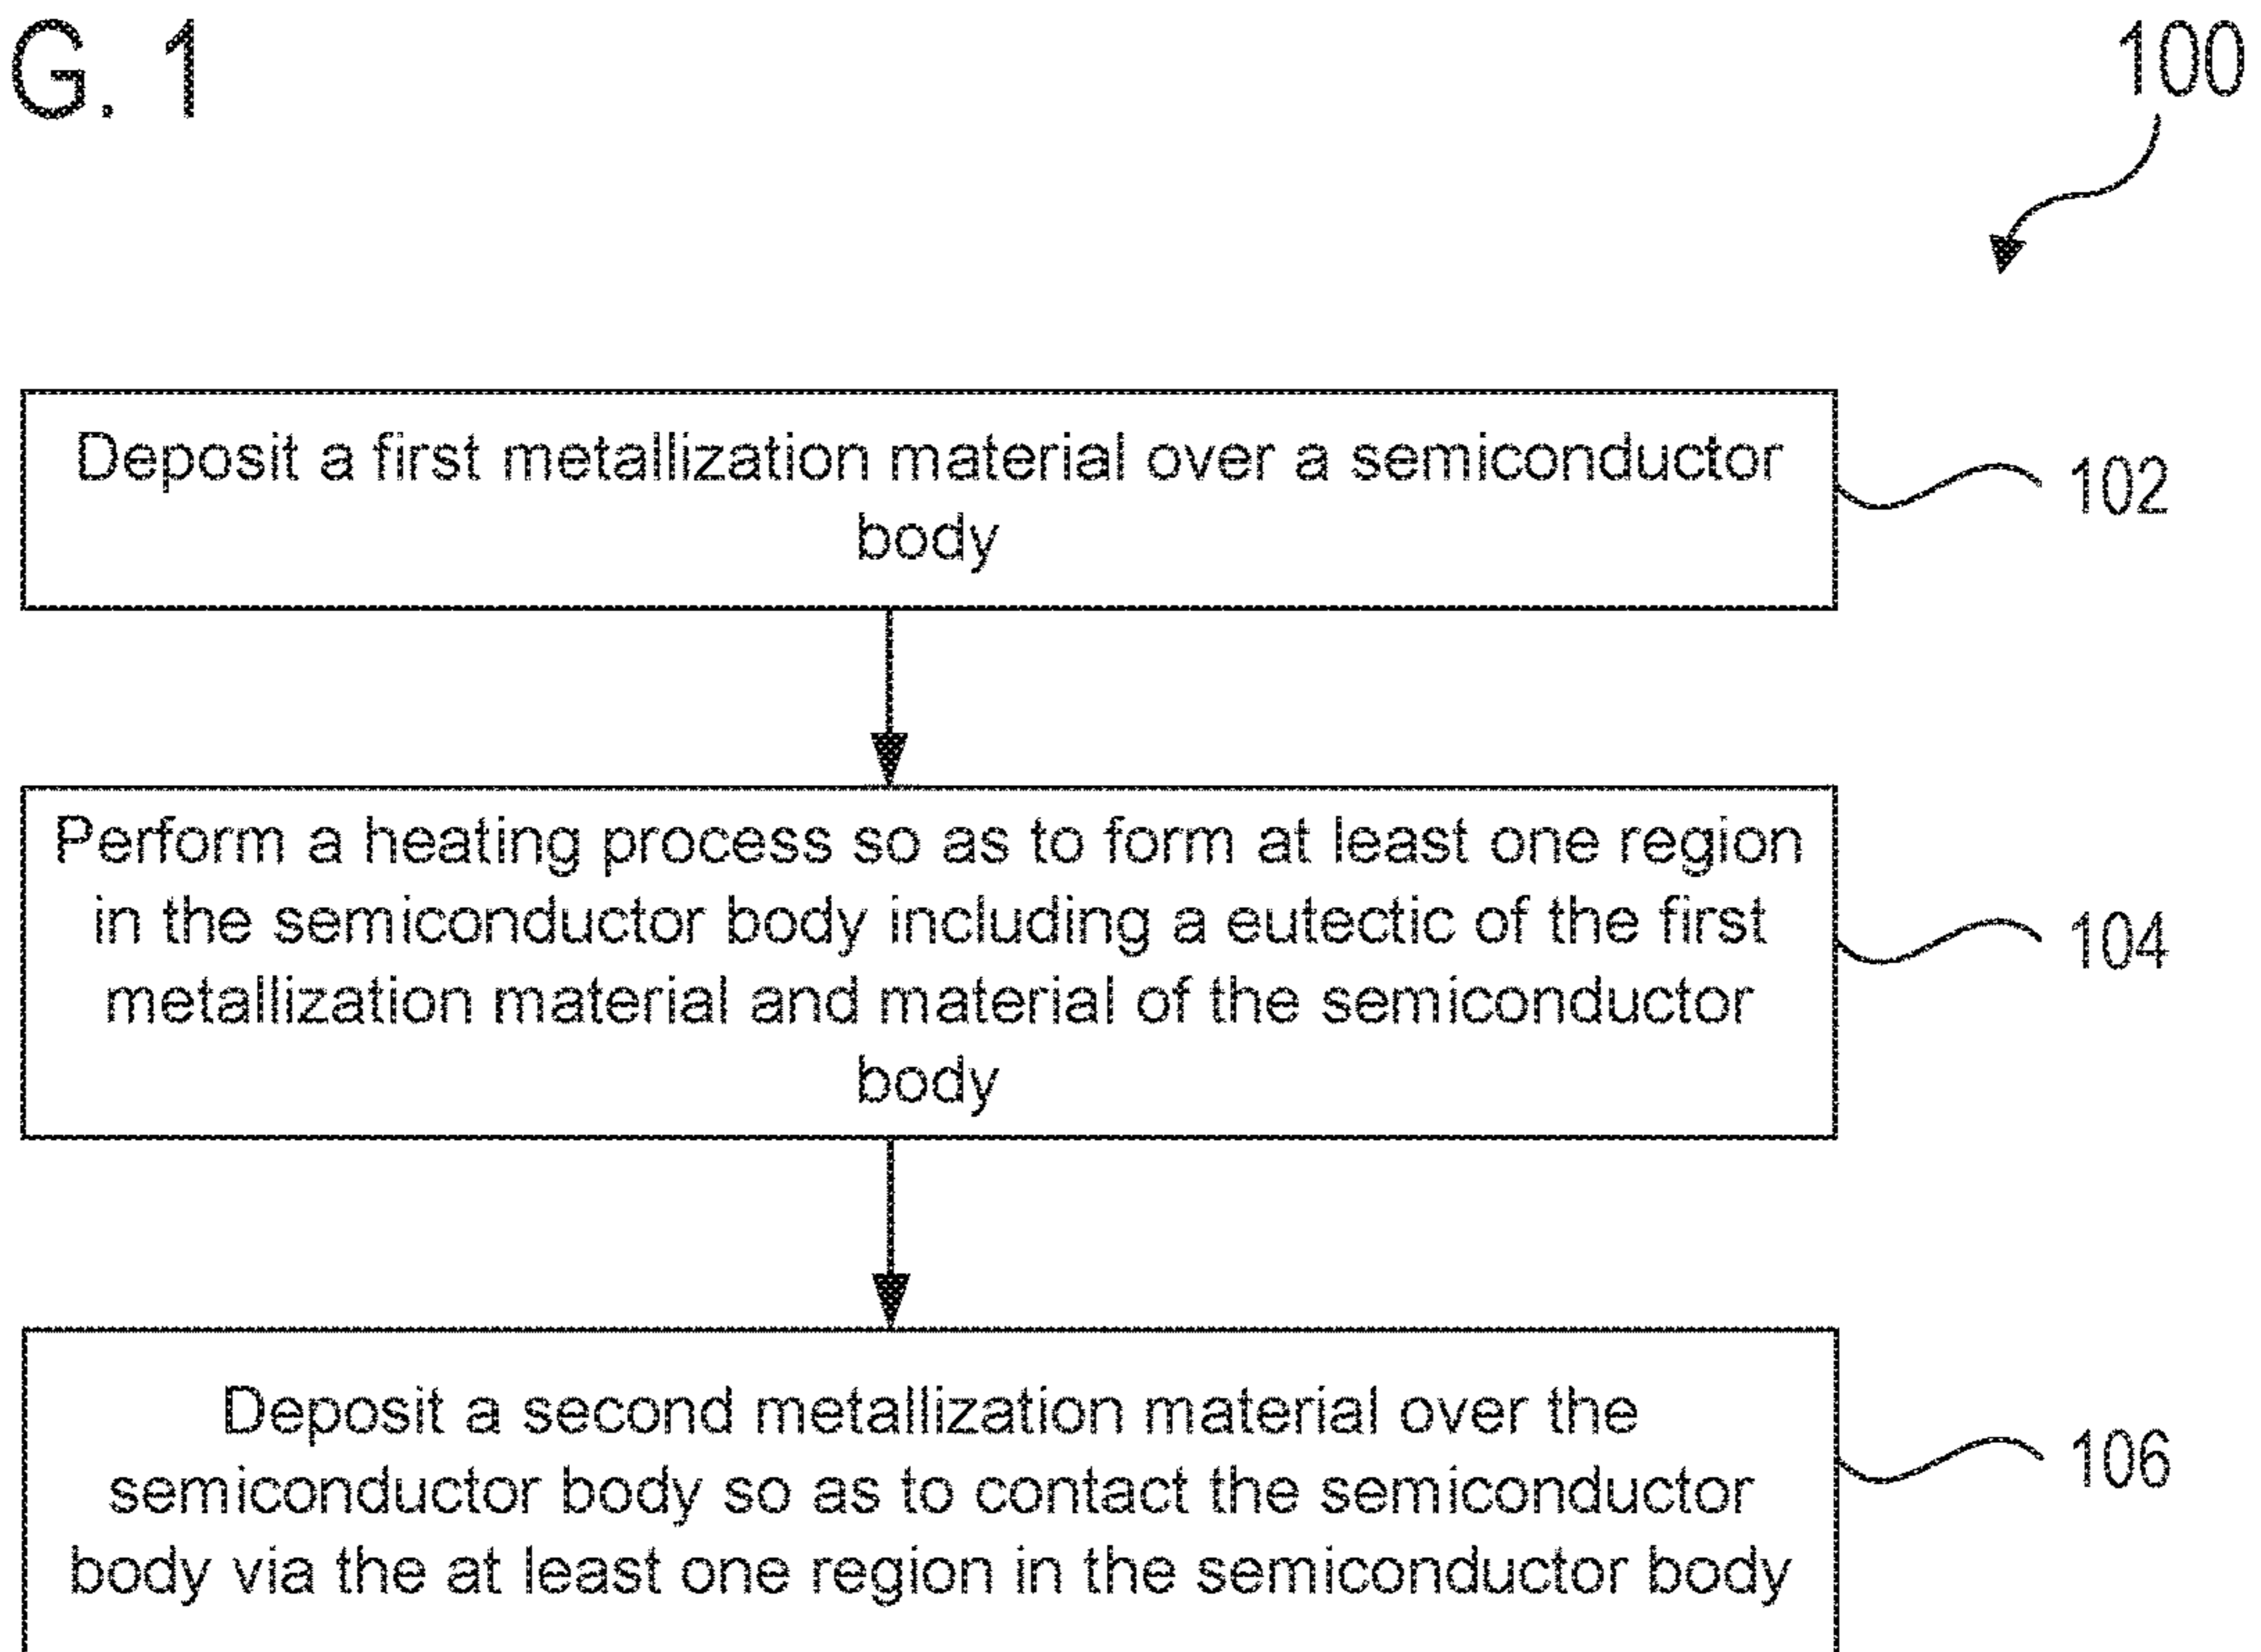 G. 1
100
Deposit a first metallization material over a semiconductor
body
102
Perform a heating process so as to form at least one region
in the semiconductor body including a eutectic of the first
metallization material and material of the semiconductor
body
104
Deposit a second metallization material over the
semiconductor body so as to contact the semiconductor
body via the at least one region in the semiconductor body
106